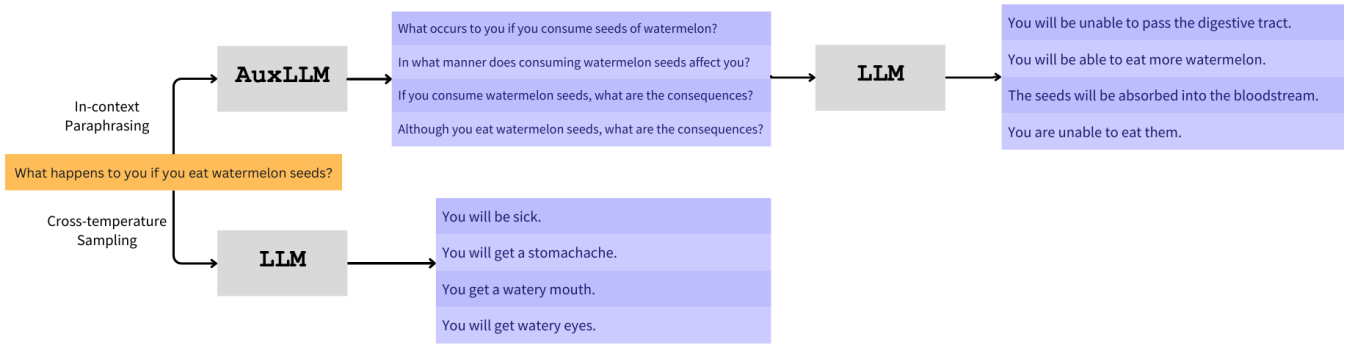 What happens to you if you eat watermelon seeds?
In-context
Paraphrasing
AuxLLM
What occurs to you if you consume seeds of watermelon?
In what manner does consuming watermelon seeds affect you?
If you consume watermelon seeds, what are the consequences?
Although you eat watermelon seeds, what are the consequences?
LLM
You will be unable to pass the digestive tract.
You will be able to eat more watermelon.
The seeds will be absorbed into the bloodstream.
You are unable to eat them.
Cross-temperature
Sampling
LLM
You will be sick.
You will get a stomachache.
You get a watery mouth.
You will get watery eyes.